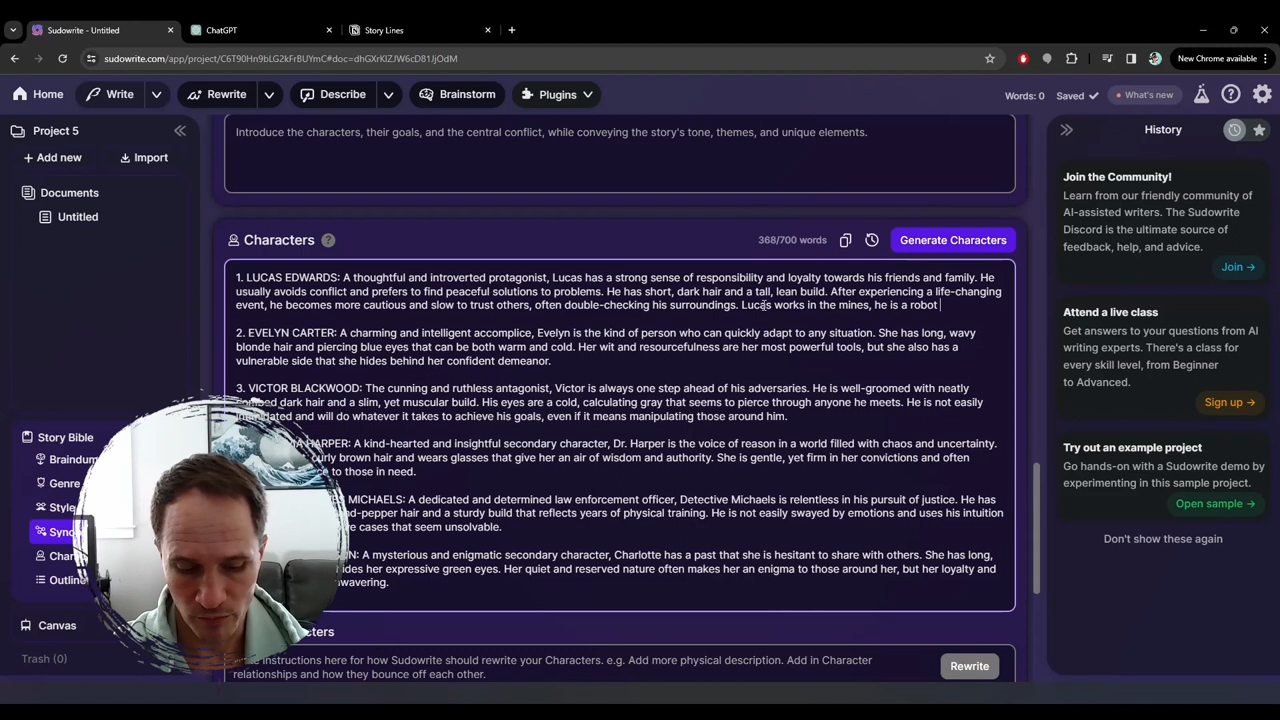 Sudowrite - Untitled
ChatGPT
Story Lines
sudowrite.com/app/project/C6T90Hn9bLG2kFrBUYmC#doc=dhGXrKIZJW6cD81JjOdM
New Chrome available
Home
Write
Rewrite
Describe
Brainstorm
Plugins
Words: 0
Saved
What's new
Project 5
Add new
Import
Documents
Untitled
Introduce the characters, their goals, and the central conflict, while conveying the story's tone, themes, and unique elements.
Characters
368/700 words
Generate Characters
1. LUCAS EDWARDS: A thoughtful and introverted protagonist, Lucas has a strong sense of responsibility and loyalty towards his friends and family. He
usually avoids conflict and prefers to find peaceful solutions to problems. He has short, dark hair and a tall, lean build. After experiencing a life-changing
event, he becomes more cautious and slow to trust others, often double-checking his surroundings. Lucas works in the mines, he is a robot
2. EVELYN CARTER: A charming and intelligent accomplice, Evelyn is the kind of person who can quickly adapt to any situation. She has long, wavy
blonde hair and piercing blue eyes that can be both warm and cold. Her wit and resourcefulness are her most powerful tools, but she also has a
vulnerable side that she hides behind her confident demeanor.
3. VICTOR BLACKWOOD: The cunning and ruthless antagonist, Victor is always one step ahead of his adversaries. He is well-groomed with neatly
dark hair and a slim, yet muscular build. His eyes are a cold, calculating gray that seems to pierce through anyone he meets. He is not easily
and will do whatever it takes to achieve his goals, even if it means manipulating those around him.
HARPER: A kind-hearted and insightful secondary character, Dr. Harper is the voice of reason in a world filled with chaos and uncertainty.
curly brown hair and wears glasses that give her an air of wisdom and authority. She is gentle, yet firm in her convictions and often
to those in need.
MICHAELS: A dedicated and determined law enforcement officer, Detective Michaels is relentless in his pursuit of justice. He has
hair and a sturdy build that reflects years of physical training. He is not easily swayed by emotions and uses his intuition
cases that seem unsolvable.
A mysterious and enigmatic secondary character, Charlotte has a past that she is hesitant to share with others. She has long,
her expressive green eyes. Her quiet and reserved nature often makes her an enigma to those around her, but her loyalty and
Story Bible
Genre
Style
Outline
Canvas
Trash (0)
instructions here for how Sudowrite should rewrite your Characters. e.g. Add more physical description. Add in Character
relationships and how they bounce off each other.
Rewrite
History
Join the Community!
Learn from our friendly community of
AI-assisted writers. The Sudowrite
Discord is the ultimate source of
feedback, help, and advice.
Join →
Attend a live class
Get answers to your questions from AI
writing experts. There's a class
for every skill level, from Beginner
to Advanced.
Sign up →
Try out an example project
Go hands-on with a Sudowrite demo by
experimenting in this sample project.
Open sample →
Don't show these again